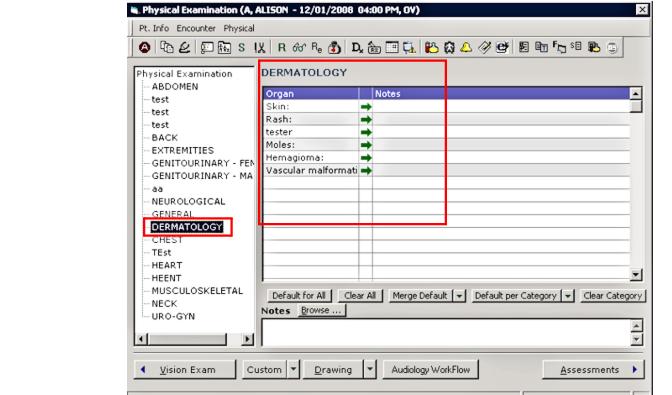 Physical Examination (A, ALISON - 12/01/2008 04:00 PM, OV)
Pt. Info Encounter Physical
S R Re Dx
Physical Examination
ABDOMEN
test
test
test
BACK
EXTREMITIES
GENITOURINARY - FEN
GENITOURINARY - MA
aa
NEUROLOGICAL
GENERAL
DERMATOLOGY
CHEST
TEst
HEART
HEENT
MUSCULOSKELETAL
NECK
URO-GYN
DERMATOLOGY
Organ Notes
Skin:
Rash:
tester
Moles:
Hemagioma:
Vascular malformati
Default for All Clear All Merge Default Default per Category Clear Category
Notes Browse ...
Vision Exam Custom Drawing Audiology WorkFlow Assessments